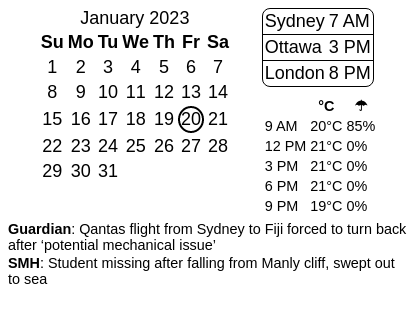 January 2023
Su Mo Tu We Th Fr Sa
1 2 3 4 5 6 7
8 9 10 11 12 13 14
15 16 17 18 19 20 21
22 23 24 25 26 27 28
29 30 31
Sydney 7 AM
Ottawa 3 PM
London 8 PM
°C ☂
9 AM 20°C 85%
12 PM 21°C 0%
3 PM 21°C 0%
6 PM 21°C 0%
9 PM 19°C 0%
Guardian: Qantas flight from Sydney to Fiji forced to turn back
after ‘potential mechanical issue’
SMH: Student missing after falling from Manly cliff, swept out
to sea